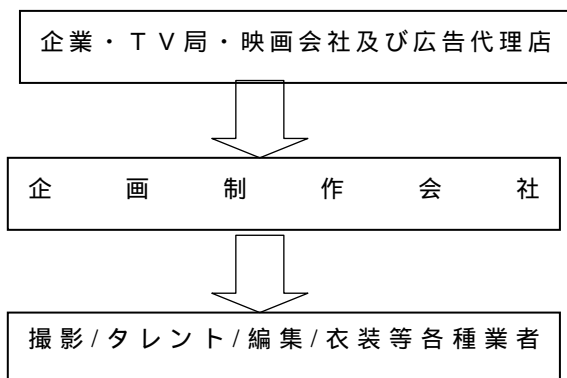 企業・ＴＶ局・映画会社及び広告代理店
企画制作会社
撮影/タレント/編集/衣装等各種業者